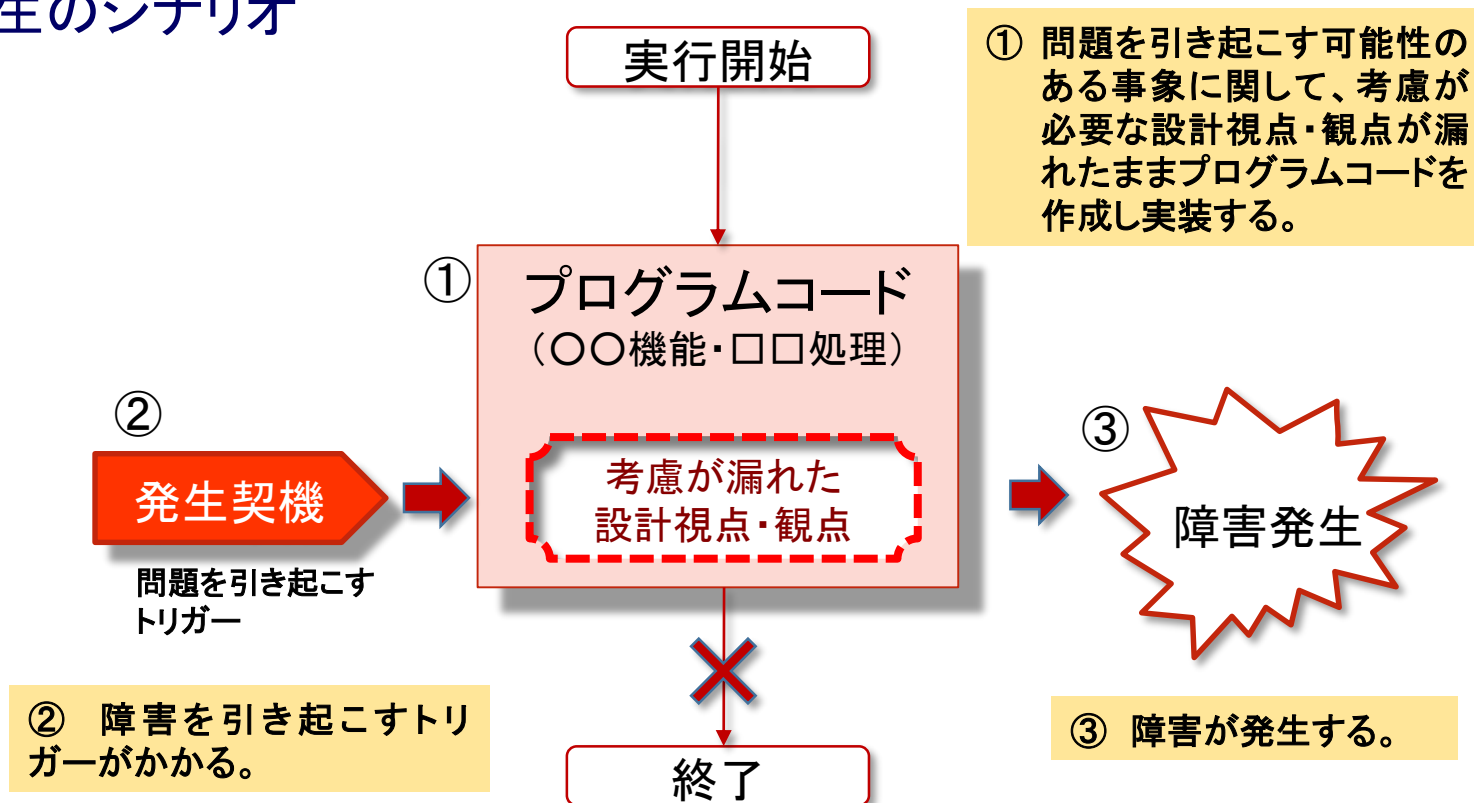 生のシナリオ
実行開始
① 問題を引き起こす可能性の
ある事象に関して、考慮が
必要な設計視点・観点が漏
れたままプログラムコードを
作成し実装する。
①
プログラムコード
（○○機能・□□処理）
②
発生契機
問題を引き起こす
トリガー
考慮が漏れた
設計視点・観点
③
障害発生
② 障害を引き起こすトリ
ガーがかかる。
③ 障害が発生する。
終了